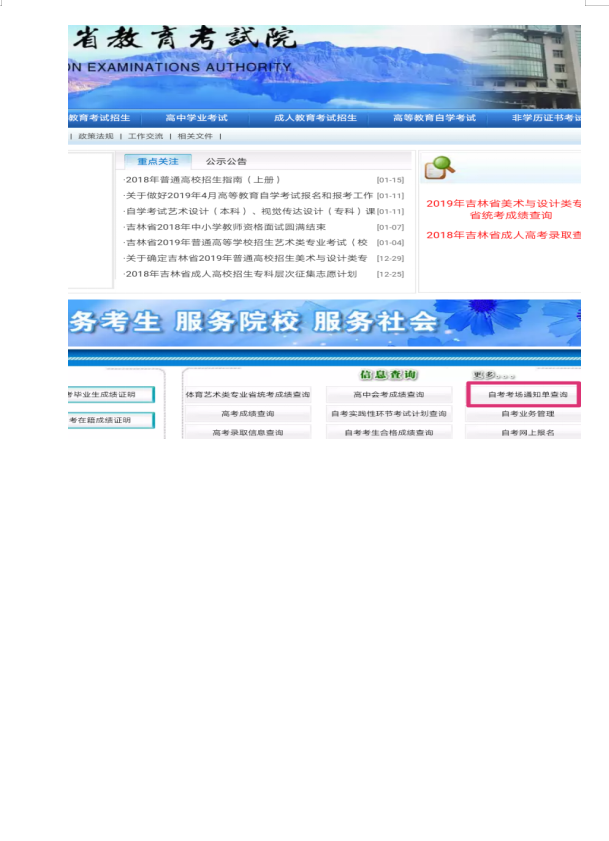 省教育考試院
ON EXAMINATIONS AUTHORITY
教育考试招生 高中学业考试 成人教育考试招生 高等教育自学考试 非学历证书考试
| 政策法规 | 工作交流 | 相关文件 |
重点关注 公示公告
·2018年普通高校招生指南（上册） [01-15]
·关于做好2019年4月高等教育自学考试报名和报考工作 [01-11]
·自学考试艺术设计（本科），视觉传达设计（专科）课 [01-11]
·吉林省2018年中小学教师资格面试圆满结束 [01-07]
·吉林省2019年普通高等学校招生艺术类专业考试（校 [01-04]
·关于确定吉林省2019年普通高等学校招生美术与设计类专 [12-29]
·2018年吉林省成人高校招生专科层次征集志愿计划 [12-25]
2019年吉林省美术与设计类专
省统考成绩查询
2018年吉林省成人高考录取查
务考生 服务院校 服务社会
信息查询 更多>>>
考毕业生成绩证明 体育艺术类专业省统考成绩查询 高中会考成绩查询 自考考场通知单查询
考在籍成绩证明 高考成绩查询 自考实践性环节考试计划查询 自考业务管理
高考录取信息查询 自考考生合格成绩查询 自考网上报名